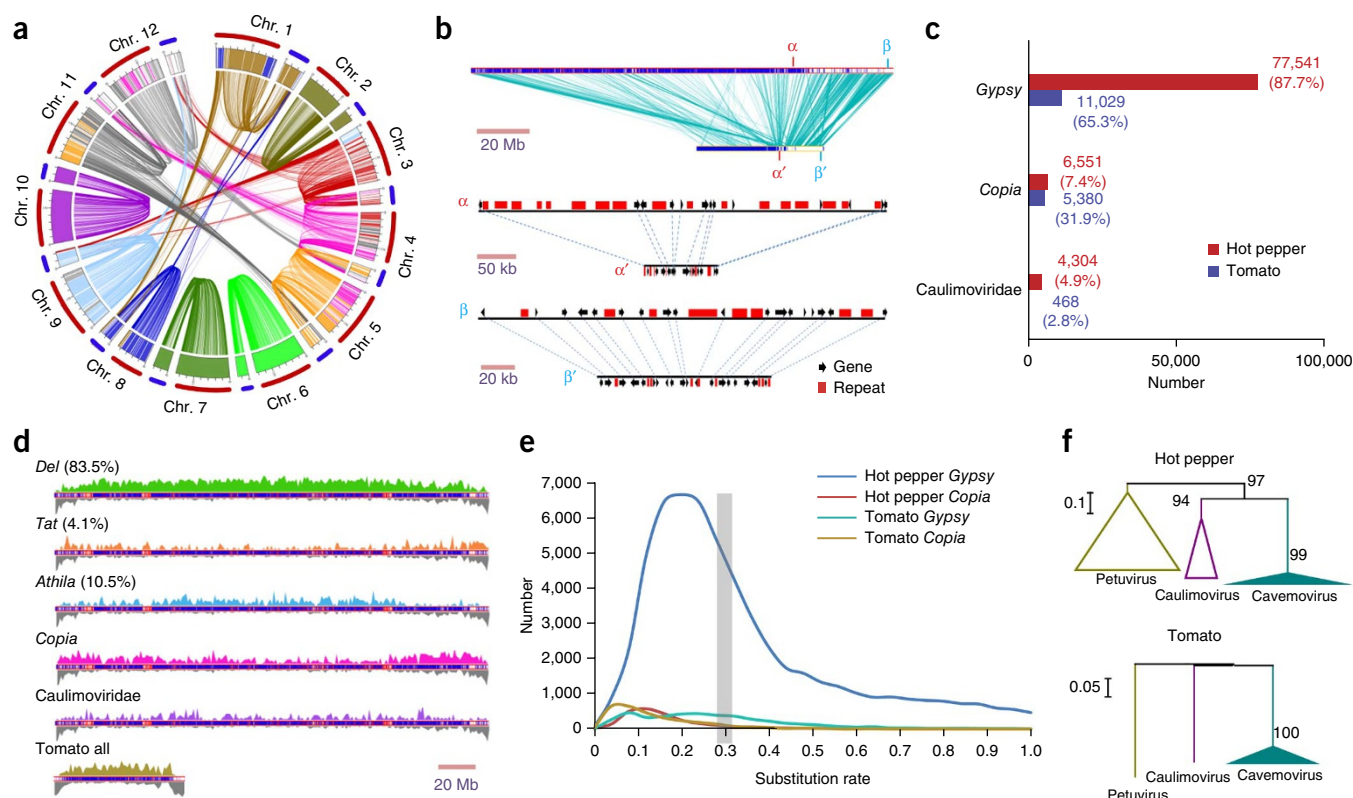 a
Chr. 1
Chr. 2
Chr. 3
Chr. 4
Chr. 5
Chr. 6
Chr. 7
Chr. 8
Chr. 9
Chr. 10
Chr. 11
Chr. 12
b
α
β
20 Mb
α′
β′
α
50 kb
α′
β
20 kb
β′
Gene
Repeat
c
Gypsy
77,541
(87.7%)
11,029
(65.3%)
Copia
6,551
(7.4%)
5,380
(31.9%)
Hot pepper
Tomato
Caulimoviridae
4,304
(4.9%)
468
(2.8%)
0 50,000 100,000
Number
d
Del (83.5%)
Tat (4.1%)
Athila (10.5%)
Copia
Caulimoviridae
Tomato all
20 Mb
e
Hot pepper Gypsy
Hot pepper Copia
Tomato Gypsy
Tomato Copia
7,000
6,000
5,000
4,000
3,000
2,000
1,000
0
Number
0 0.1 0.2 0.3 0.4 0.5 0.6 0.7 0.8 0.9 1.0
Substitution rate
f
Hot pepper
97
94
0.1
99
Petuvirus
Caulimovirus
Cavemovirus
Tomato
0.05
100
Caulimovirus
Cavemovirus
Petuvirus